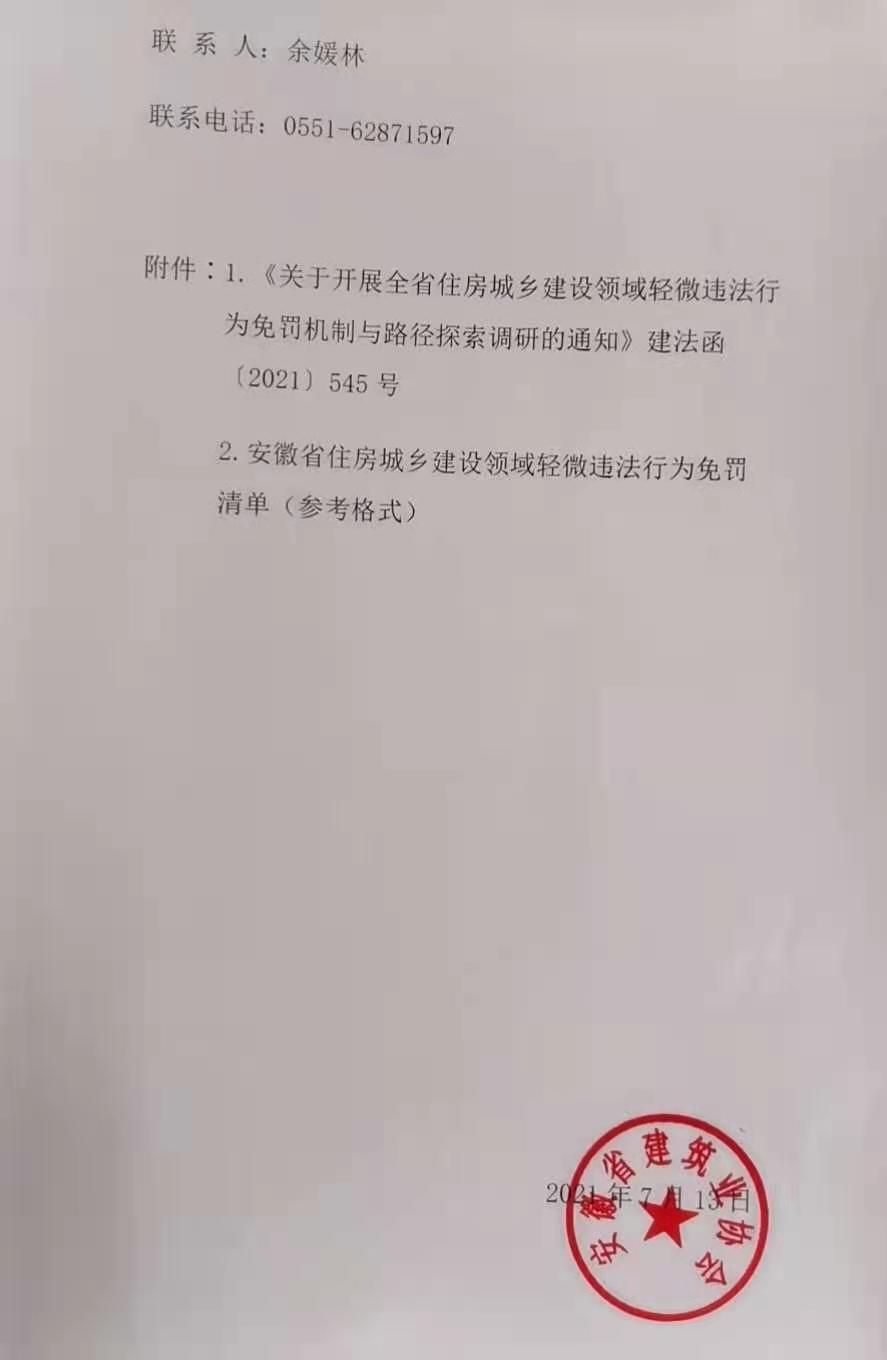 联 系 人：余媛林
联系电话：0551-62871597
附件：1.《关于开展全省住房城乡建设领域轻微违法行
为免罚机制与路径探索调研的通知》建法函
〔2021〕545 号
2. 安徽省住房城乡建设领域轻微违法行为免罚
清单（参考格式）
安徽省建筑业协会
2021 年 7 月 13 日